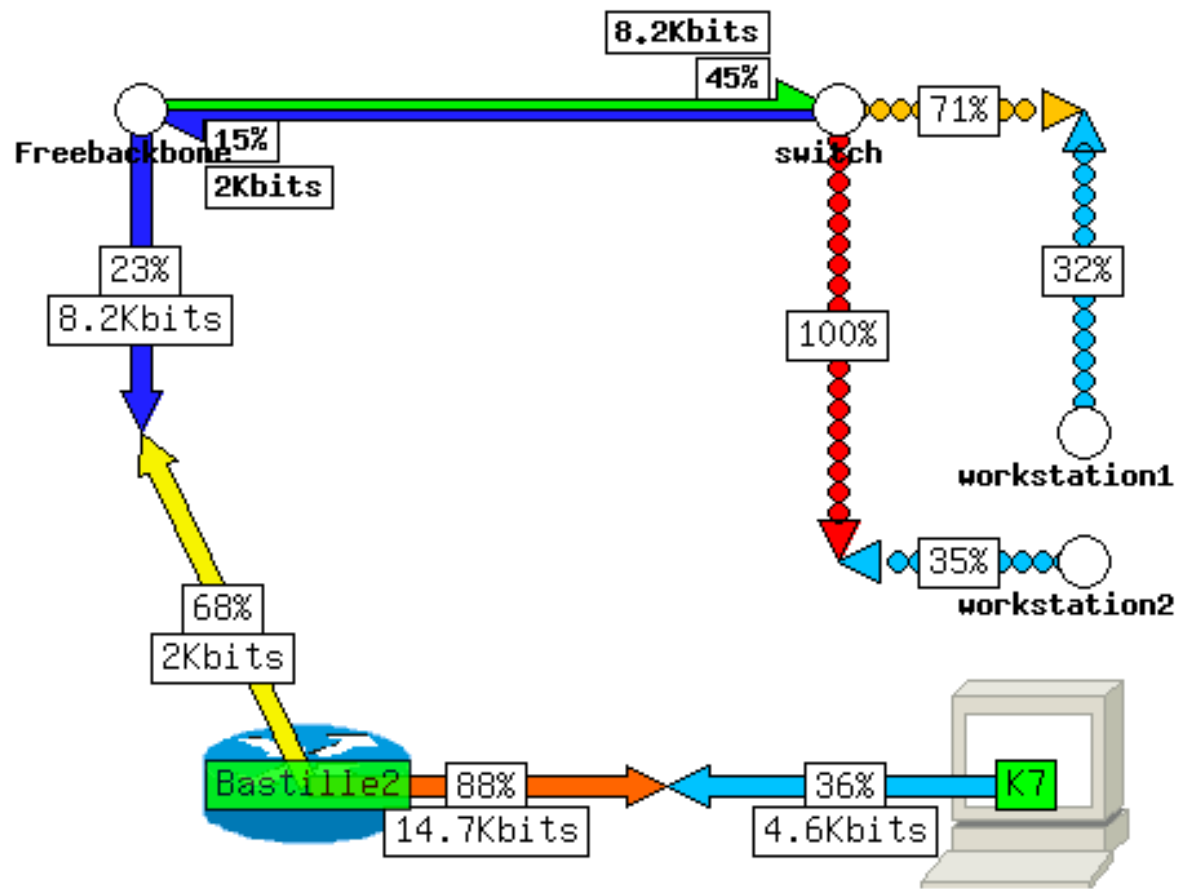 8.2Kbits
45%
71%
15%
Freebackbone
switch
2Kbits
23%
32%
8.2Kbits
100%
workstation1
35%
workstation2
68%
2Kbits
Bastille2
88%
36%
K7
14.7Kbits
4.6Kbits